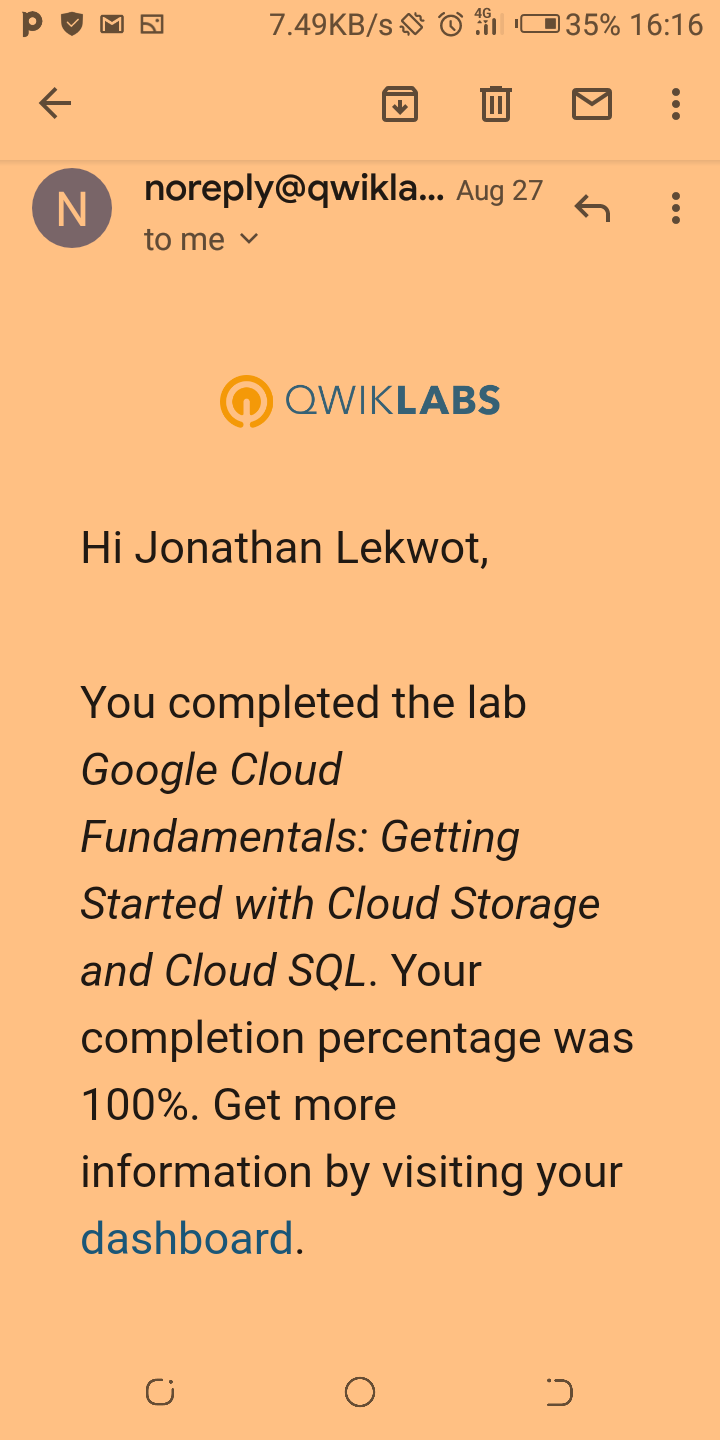 7.49KB/s 4G 35% 16:16
noreply@qwikla... Aug 27
N
to me
QWIKLABS
Hi Jonathan Lekwot,
You completed the lab
Google Cloud
Fundamentals: Getting
Started with Cloud Storage
and Cloud SQL. Your
completion percentage was
100%. Get more
information by visiting your
dashboard.